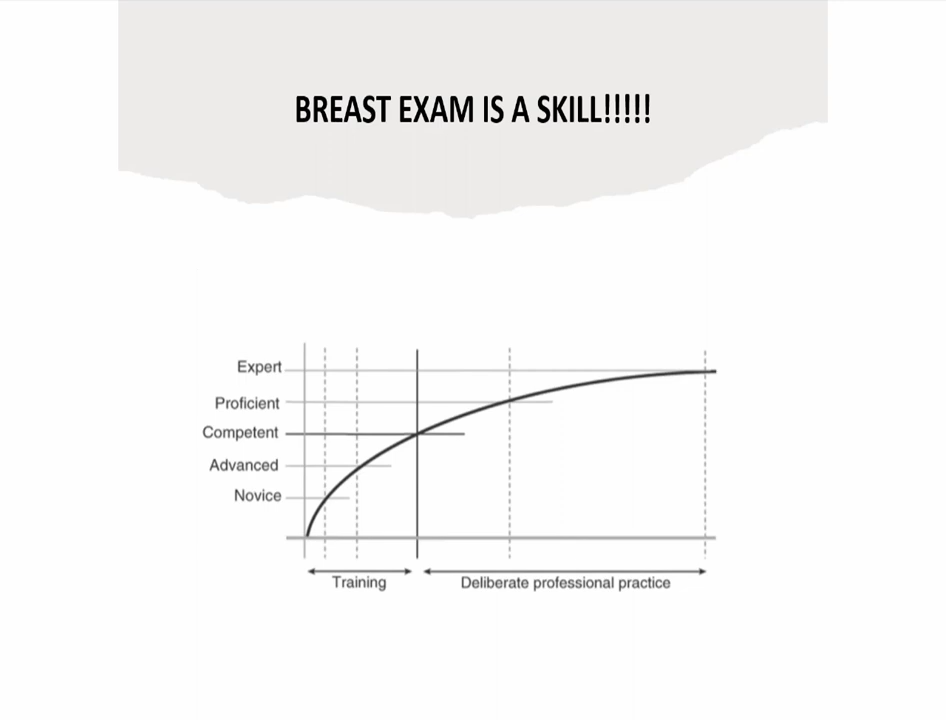 BREAST EXAM IS A SKILL!!!!!
Expert
Proficient
Competent
Advanced
Novice
Training
Deliberate professional practice